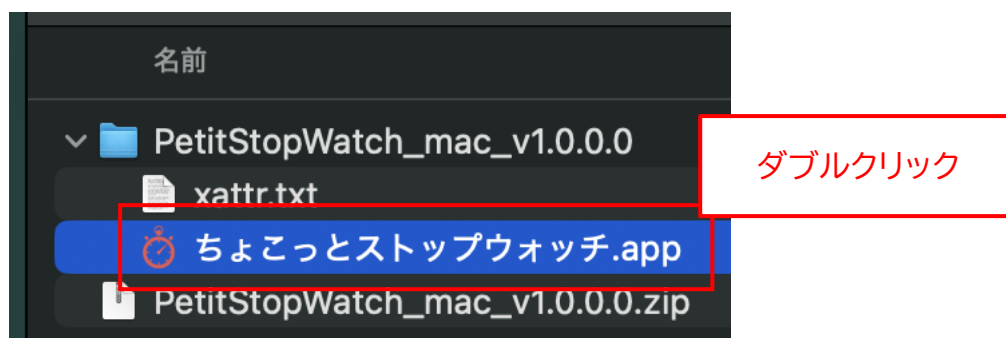 名前
PetitStopWatch_mac_v1.0.0.0
ダブルクリック
xattr.txt
ちょこっとストップウォッチ.app
PetitStopWatch_mac_v1.0.0.0.zip